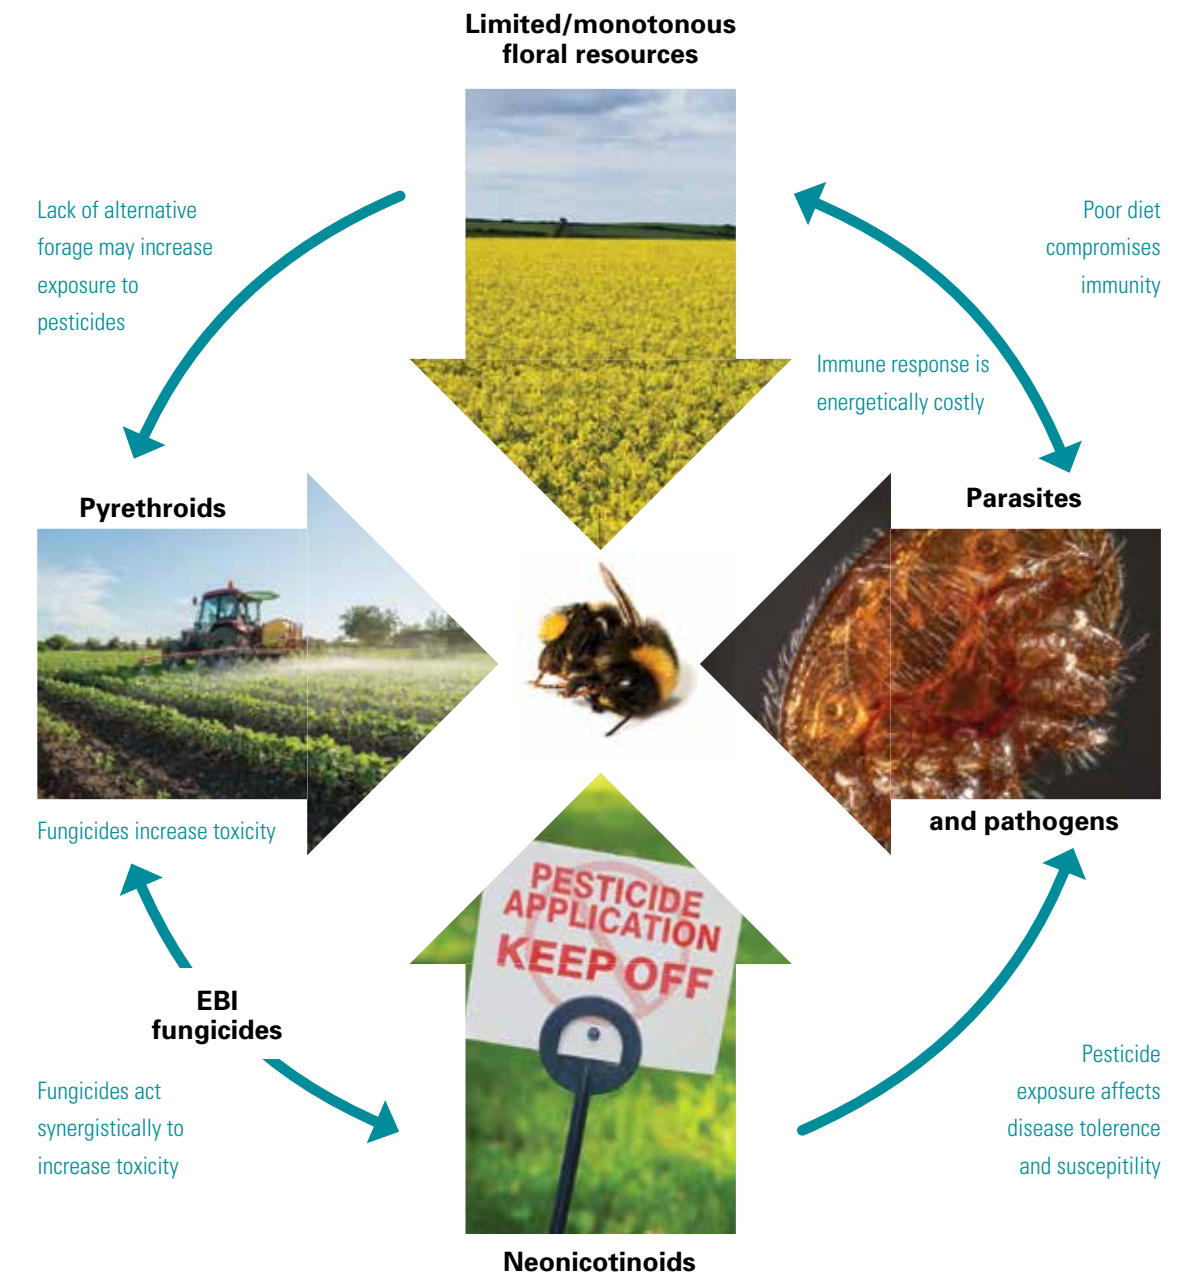 Limited/monotonous
floral resources
Lack of alternative
forage may increase
exposure to
pesticides
Poor diet
compromises
immunity
Immune response is
energetically costly
Pyrethroids
Parasites
and pathogens
Fungicides increase toxicity
PESTICIDE
APPLICATION
KEEP OFF
EBI
fungicides
Fungicides act
synergistically to
increase toxicity
Pesticide
exposure affects
disease tolerence
and suscepitility
Neonicotinoids